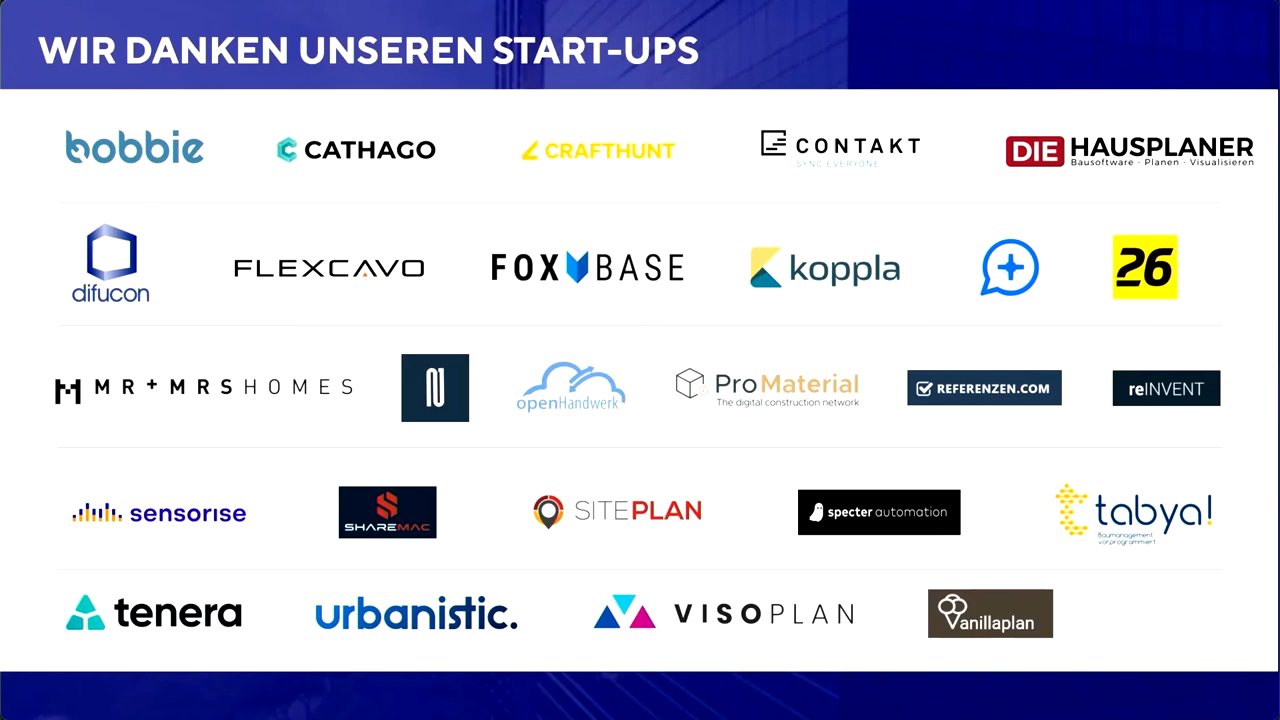 WIR DANKEN UNSEREN START-UPS
bobbie
CATHAGO
CRAFTHUNT
CONTAKT
SYNC EVERYONE
DIE HAUSPLANER
Bausoftware · Planen · Visualisieren
difucon
FLEXCAVO
FOX BASE
koppla
26
MR + MRS HOMES
openHandwerk
ProMaterial
The digital construction network
REFERENZEN.COM
reINVENT
sensorise
SHAREMAC
SITEPLAN
specter automation
tabya!
Baumanagement
vorprogrammiert
tenera
urbanistic.
VISOPLAN
Vanillaplan